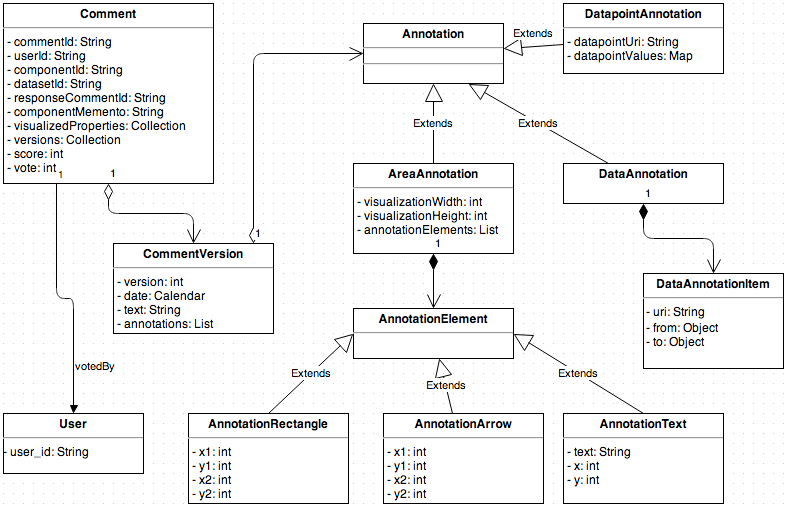 Comment
- commentId: String
- userId: String
- componentId: String
- datasetId: String
- responseCommentId: String
- componentMemento: String
- visualizedProperties: Collection
- versions: Collection
- score: int
- vote: int
1
1
Annotation
Extends
DatapointAnnotation
- datapointUri: String
- datapointValues: Map
Extends
Extends
AreaAnnotation
- visualizationWidth: int
- visualizationHeight: int
- annotationElements: List
1
DataAnnotation
1
1
CommentVersion
- version: int
- date: Calendar
- text: String
- annotations: List
DataAnnotationItem
- uri: String
- from: Object
- to: Object
AnnotationElement
votedBy
Extends
Extends
Extends
User
- user_id: String
AnnotationRectangle
- x1: int
- y1: int
- x2: int
- y2: int
AnnotationArrow
- x1: int
- y1: int
- x2: int
- y2: int
AnnotationText
- text: String
- x: int
- y: int